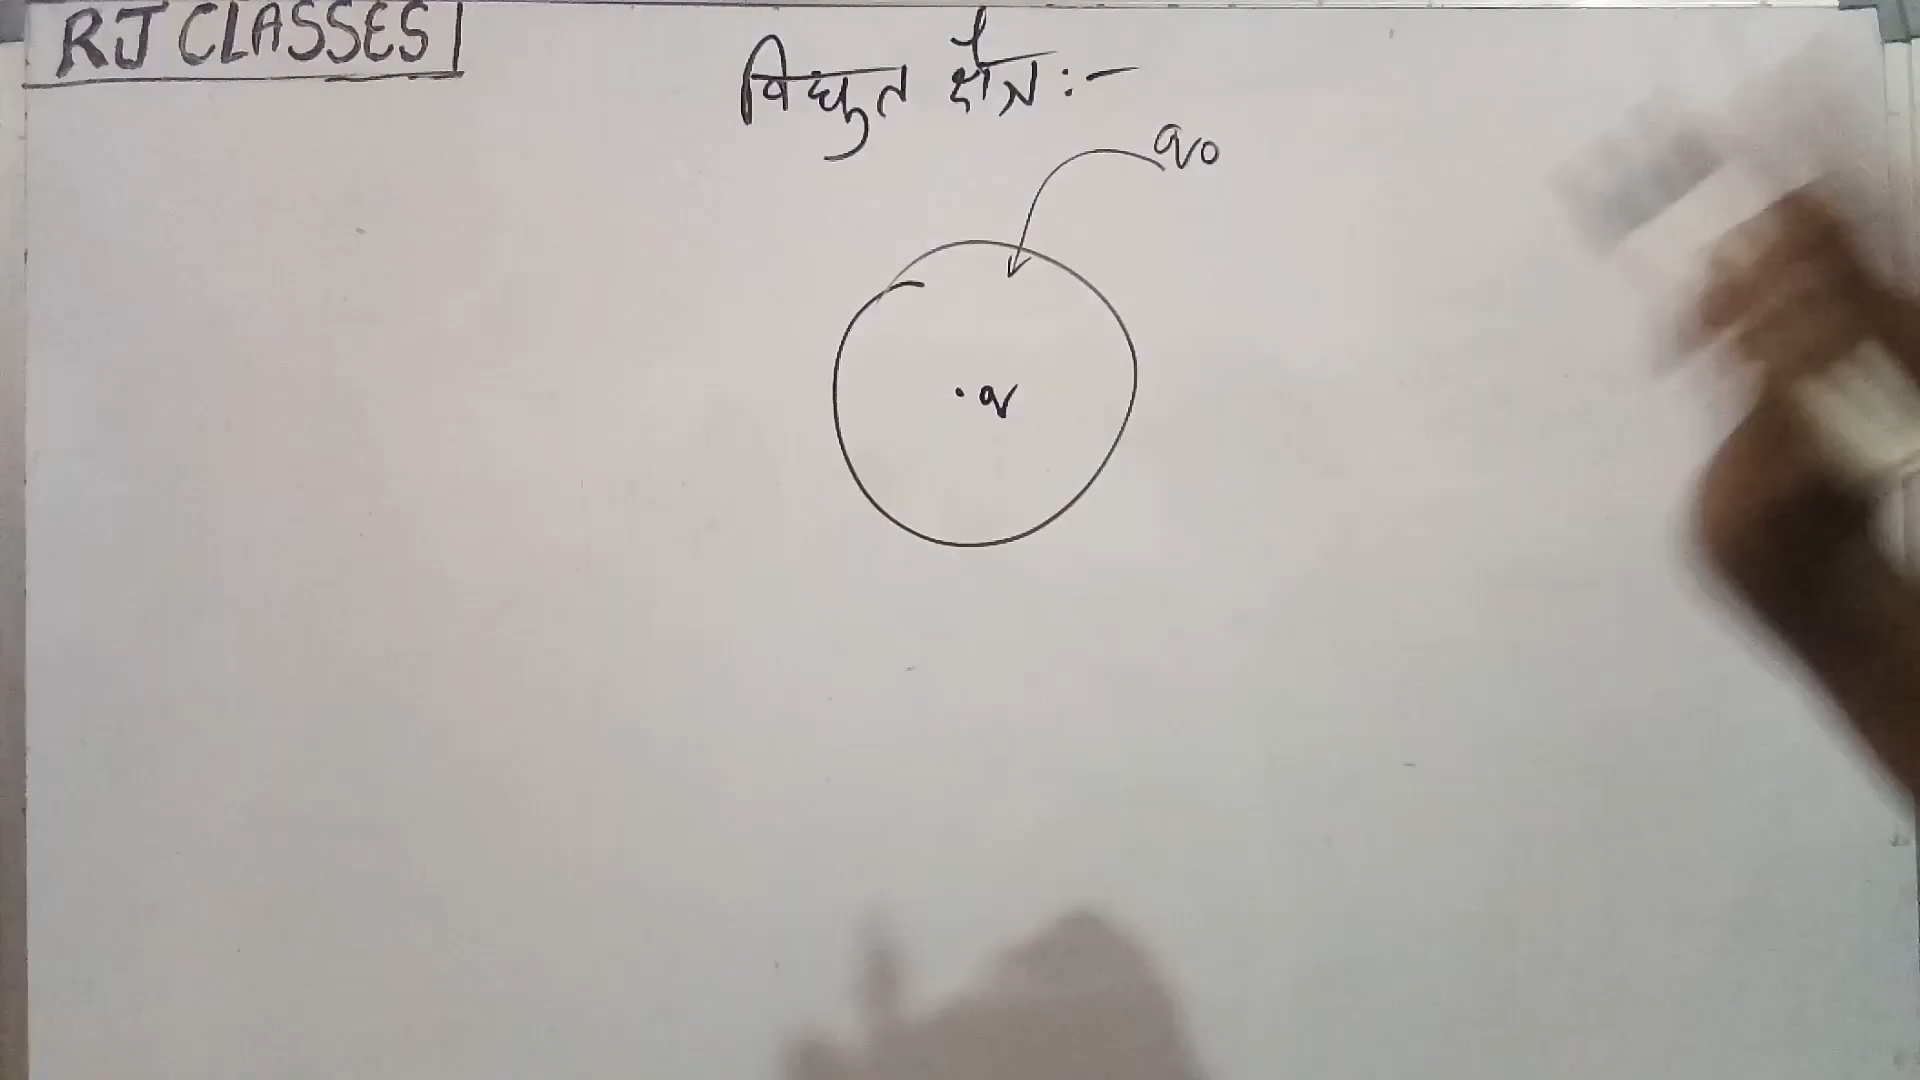 RJ CLASSES
विद्युत क्षेत्र :-
q0
q